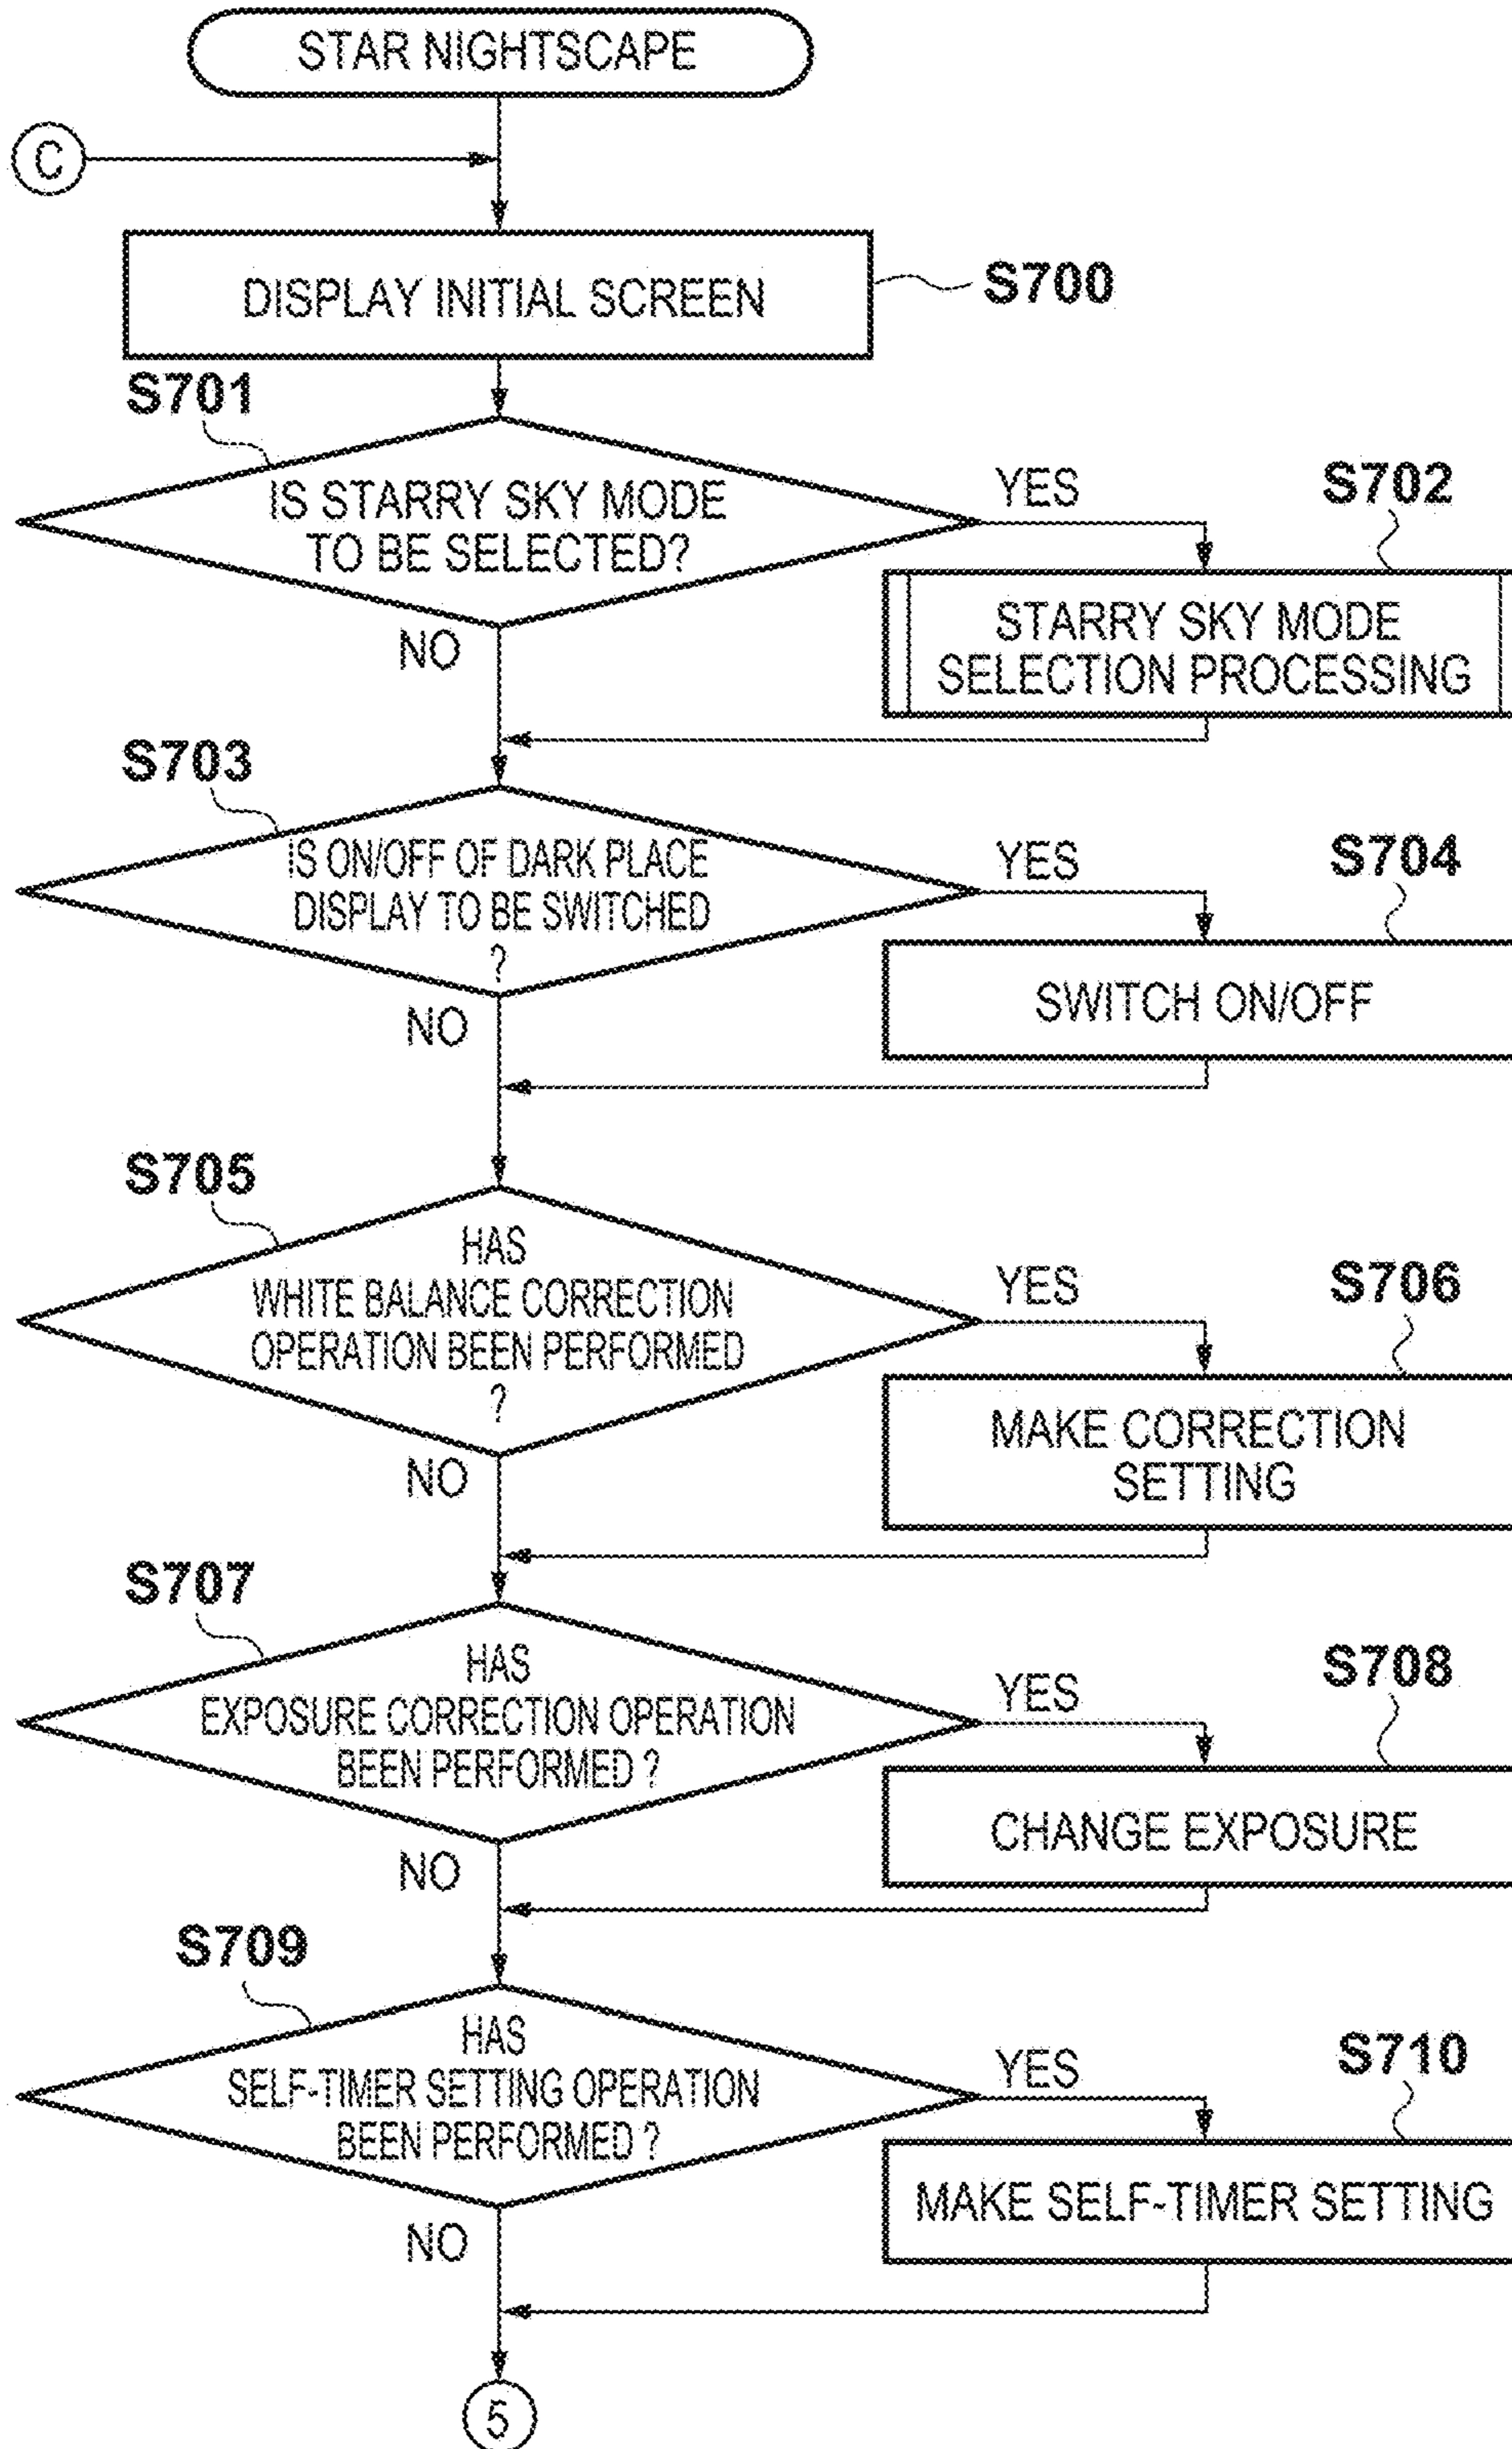 STAR NIGHTSCAPE
C
DISPLAY INITIAL SCREEN
S700
S701
IS STARRY SKY MODE
TO BE SELECTED?
YES
NO
S702
STARRY SKY MODE
SELECTION PROCESSING
S703
IS ON/OFF OF DARK PLACE
DISPLAY TO BE SWITCHED
?
YES
NO
S704
SWITCH ON/OFF
S705
HAS
WHITE BALANCE CORRECTION
OPERATION BEEN PERFORMED
?
YES
NO
S706
MAKE CORRECTION
SETTING
S707
HAS
EXPOSURE CORRECTION OPERATION
BEEN PERFORMED ?
YES
NO
S708
CHANGE EXPOSURE
S709
HAS
SELF-TIMER SETTING OPERATION
BEEN PERFORMED ?
YES
NO
S710
MAKE SELF-TIMER SETTING
5